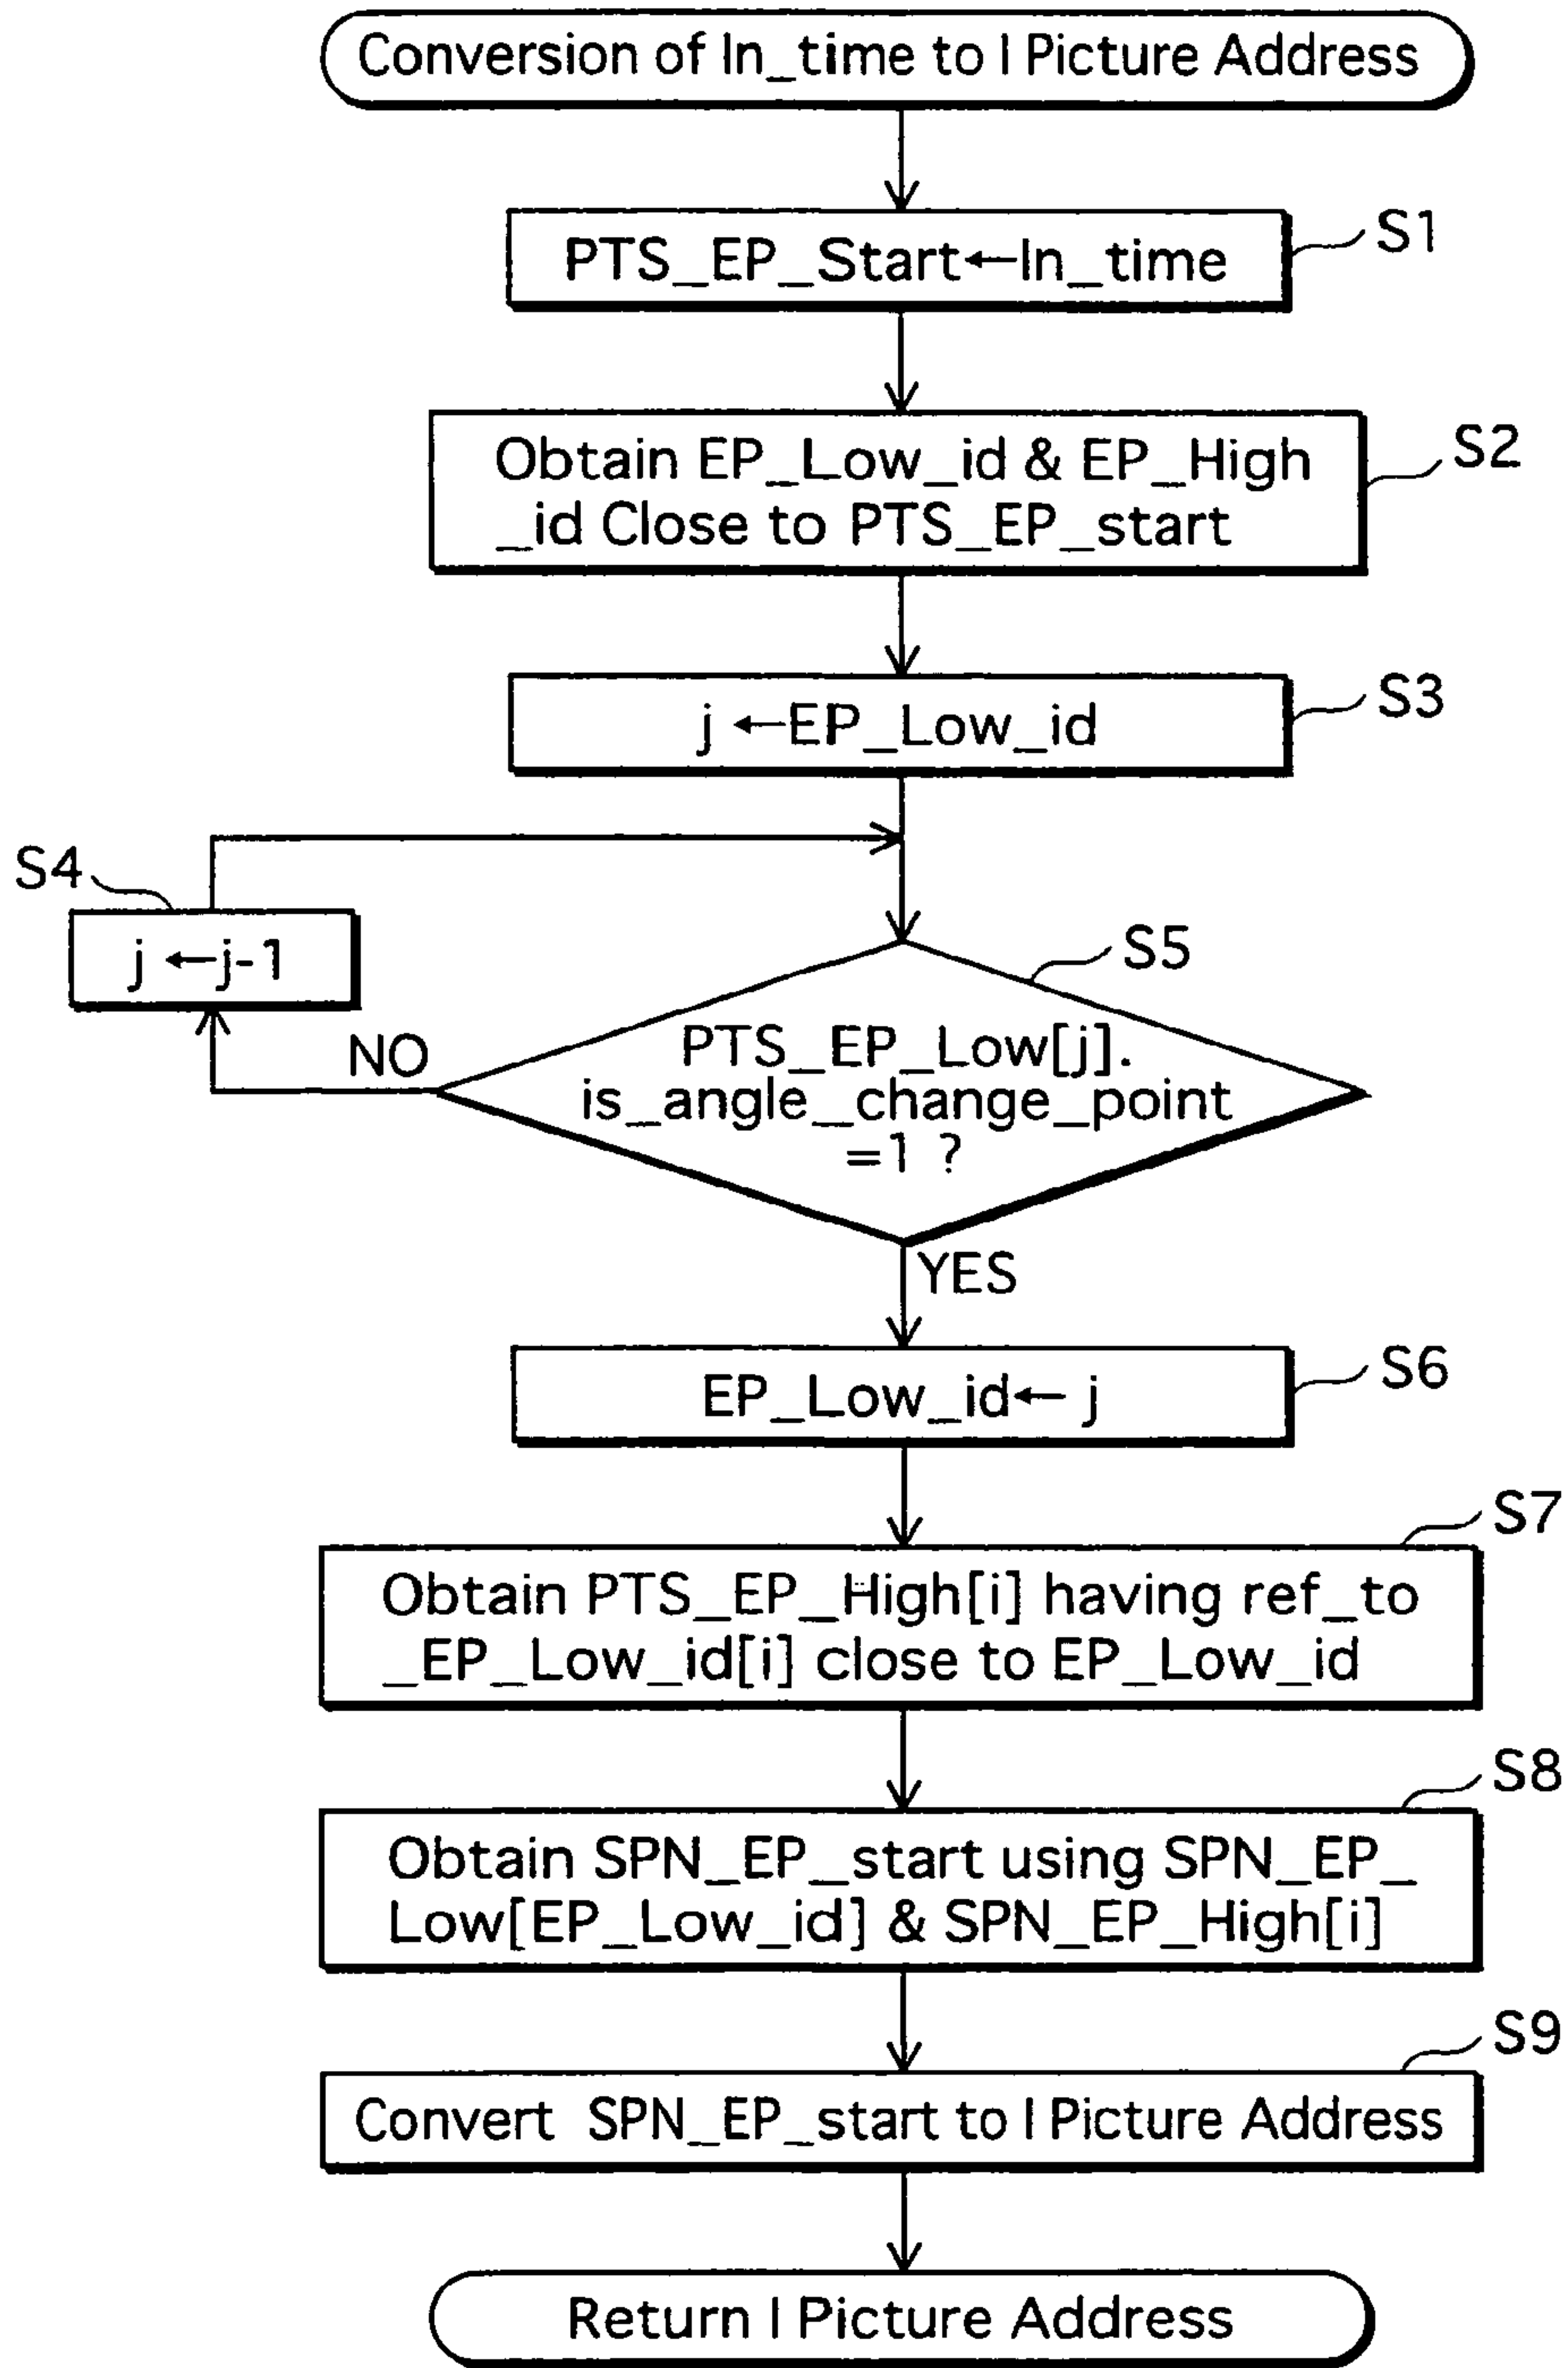 Conversion of In_time to I Picture Address
PTS_EP_Start←In_time
S1
Obtain EP_Low_id & EP_High
_id Close to PTS_EP_start
S2
j ←EP_Low_id
S3
S4
j ←j-1
S5
NO
PTS_EP_Low[j].
is_angle_change_point
=1 ?
YES
EP_Low_id← j
S6
S7
Obtain PTS_EP_High[i] having ref_to
_EP_Low_id[i] close to EP_Low_id
S8
Obtain SPN_EP_start using SPN_EP_
Low[EP_Low_id] & SPN_EP_High[i]
S9
Convert SPN_EP_start to I Picture Address
Return I Picture Address